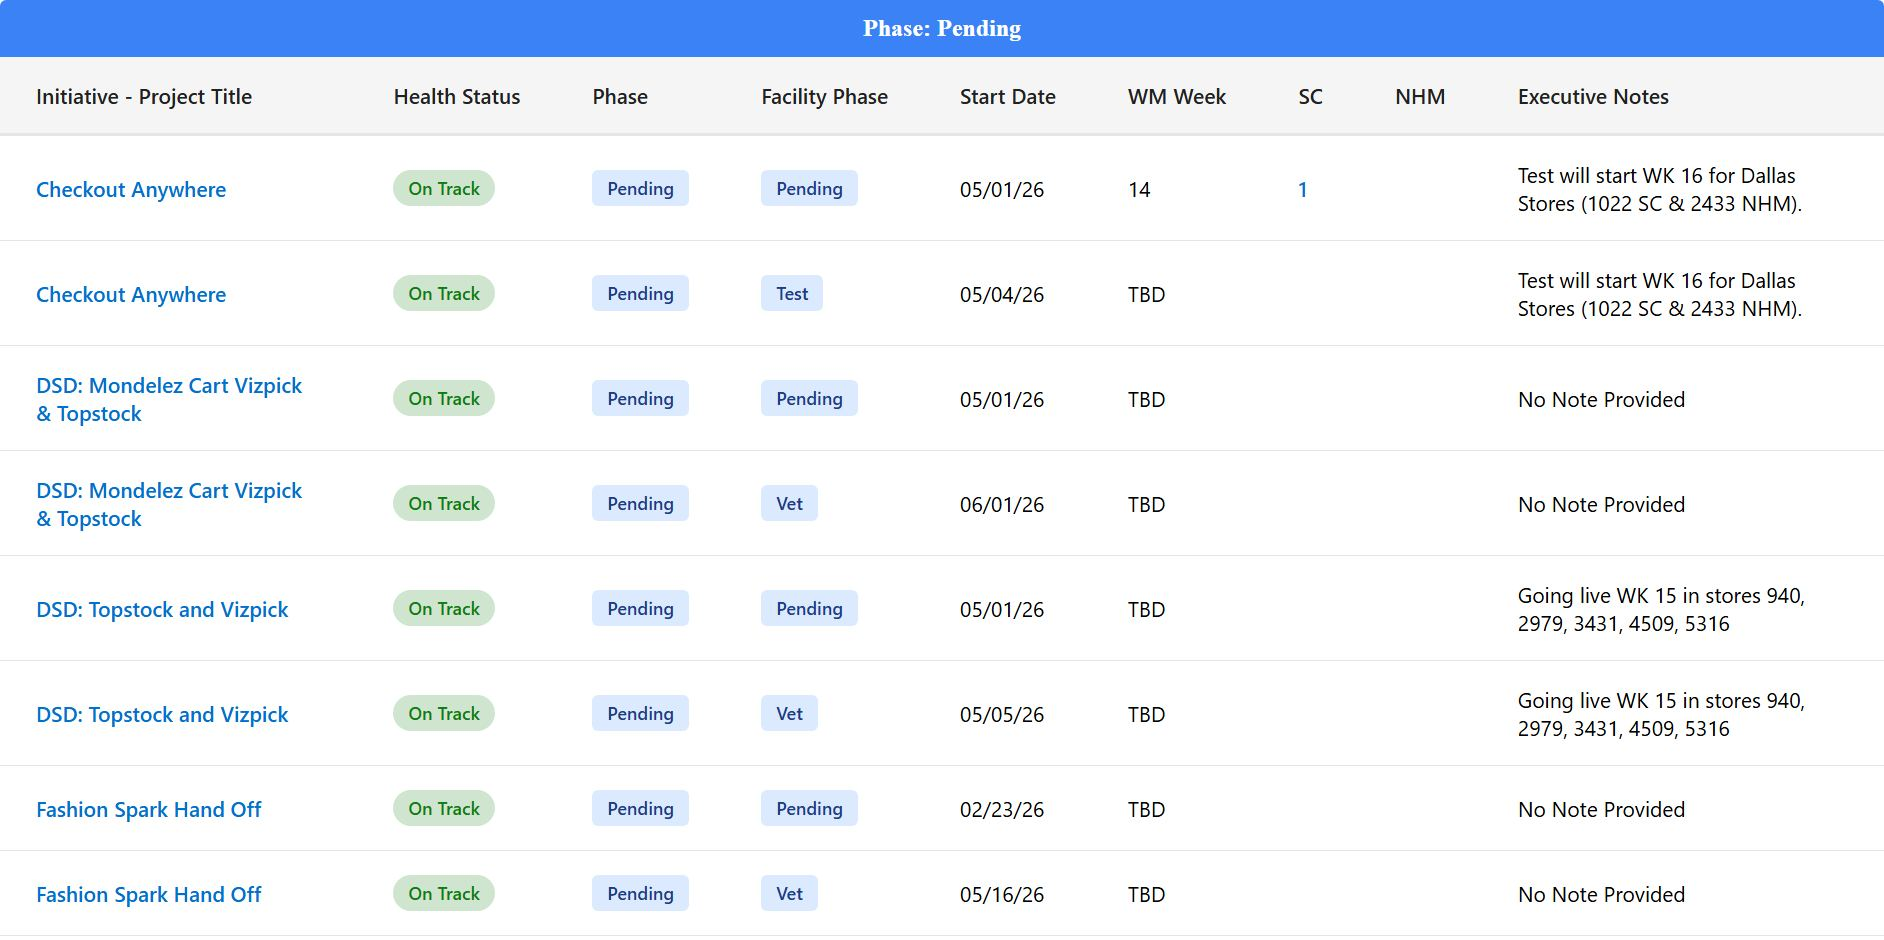 Phase: Pending
Initiative - Project Title Health Status Phase Facility Phase Start Date WM Week SC NHM Executive Notes
Checkout Anywhere On Track Pending Pending 05/01/26 14 1 Test will start WK 16 for Dallas
Stores (1022 SC & 2433 NHM).
Checkout Anywhere On Track Pending Test 05/04/26 TBD Test will start WK 16 for Dallas
Stores (1022 SC & 2433 NHM).
DSD: Mondelez Cart Vizpick
& Topstock On Track Pending Pending 05/01/26 TBD No Note Provided
DSD: Mondelez Cart Vizpick
& Topstock On Track Pending Vet 06/01/26 TBD No Note Provided
DSD: Topstock and Vizpick On Track Pending Pending 05/01/26 TBD Going live WK 15 in stores 940,
2979, 3431, 4509, 5316
DSD: Topstock and Vizpick On Track Pending Vet 05/05/26 TBD Going live WK 15 in stores 940,
2979, 3431, 4509, 5316
Fashion Spark Hand Off On Track Pending Pending 02/23/26 TBD No Note Provided
Fashion Spark Hand Off On Track Pending Vet 05/16/26 TBD No Note Provided